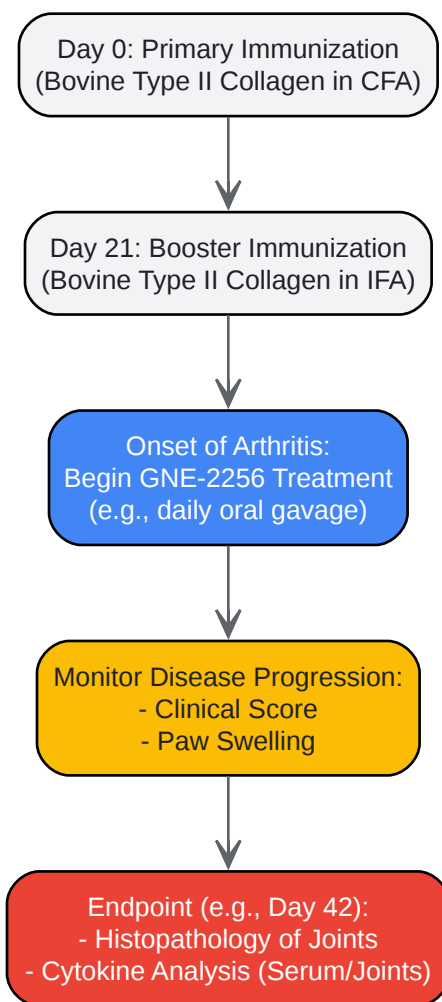 Day 0: Primary Immunization
(Bovine Type II Collagen in CFA)
Day 21: Booster Immunization
(Bovine Type II Collagen in IFA)
Onset of Arthritis:
Begin GNE-2256 Treatment
(e.g., daily oral gavage)
Monitor Disease Progression:
- Clinical Score
- Paw Swelling
Endpoint (e.g., Day 42):
- Histopathology of Joints
- Cytokine Analysis (Serum/Joints)